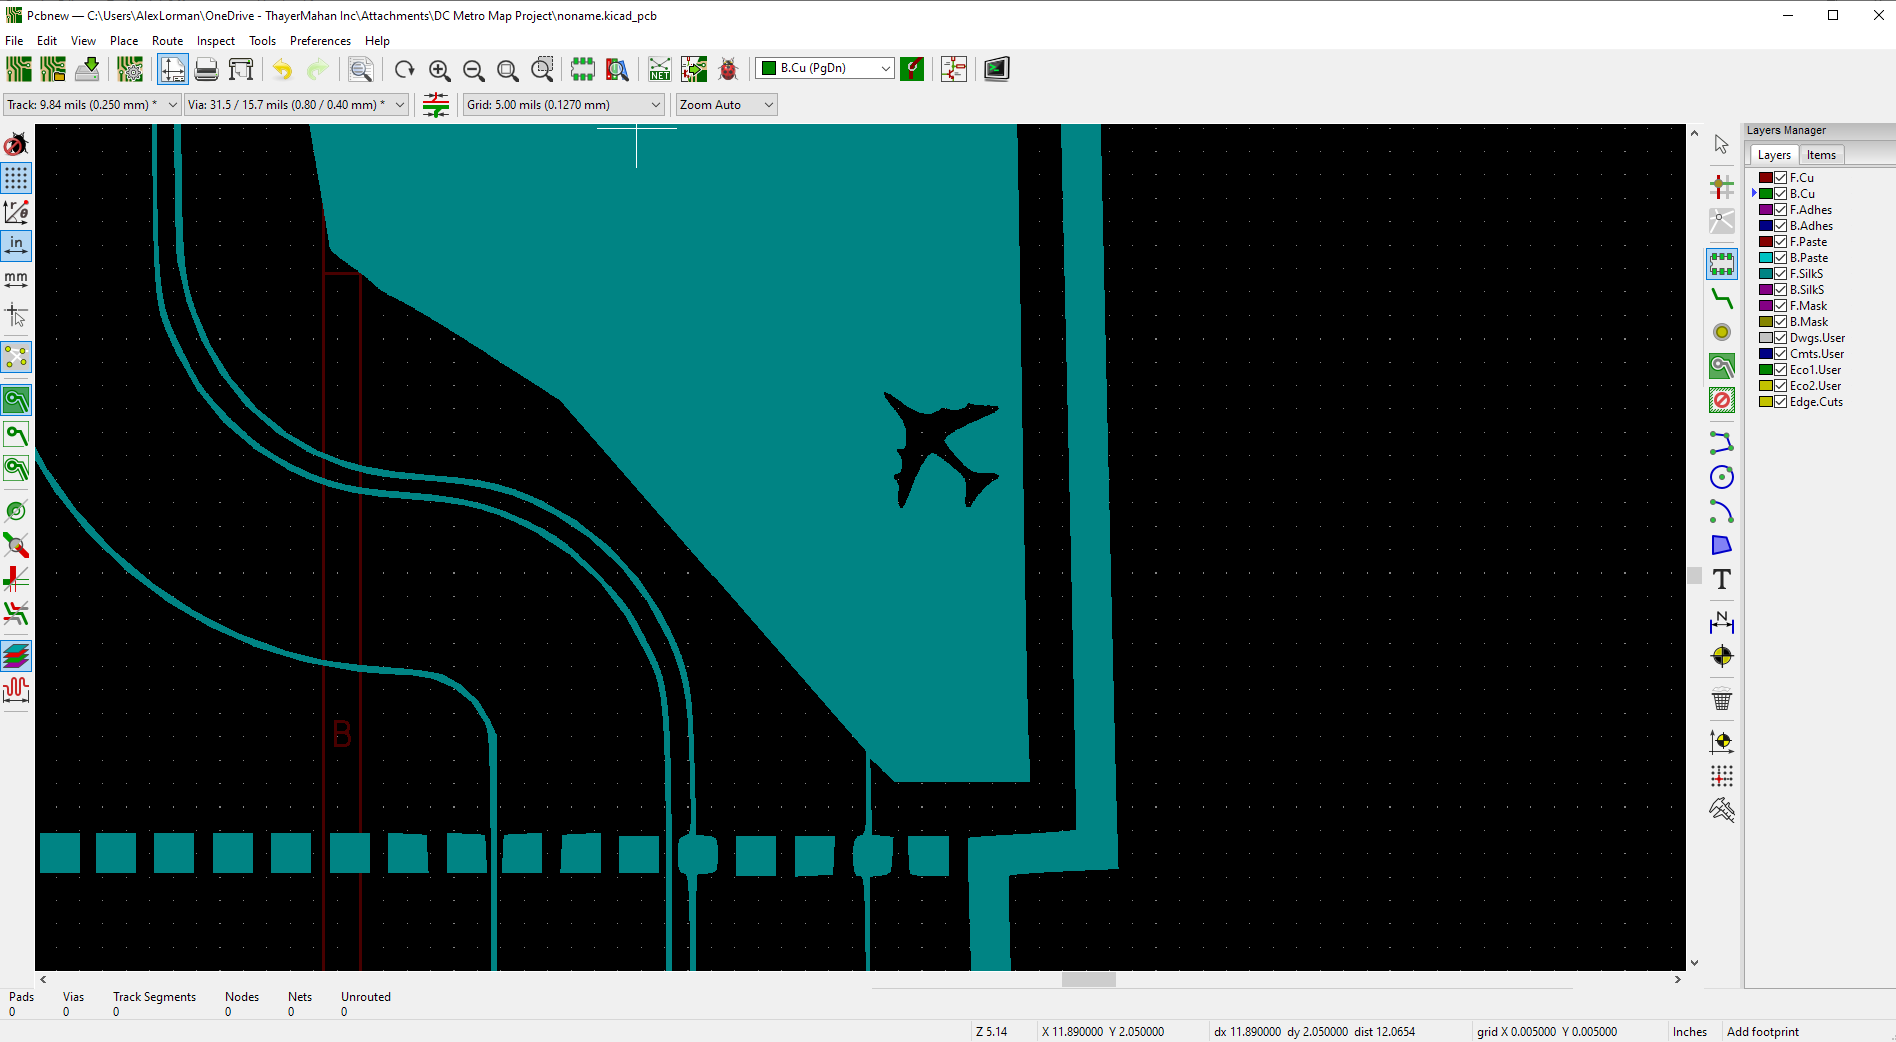 Pcbnew — C:\Users\AlexLorman\OneDrive - ThayerMahan Inc\Attachments\DC Metro Map Project\noname.kicad_pcb
File Edit View Place Route Inspect Tools Preferences Help
NET B.Cu (PgDn)
Track: 9.84 mils (0.250 mm) * Via: 31.5 / 15.7 mils (0.80 / 0.40 mm) * Grid: 5.00 mils (0.1270 mm) Zoom Auto
Layers Manager
Layers Items
F.Cu
B.Cu
F.Adhes
B.Adhes
F.Paste
B.Paste
F.SilkS
B.SilkS
F.Mask
B.Mask
Dwgs.User
Cmts.User
Eco1.User
Eco2.User
Edge.Cuts
r θ
in
mm
T
N
B
Pads Vias Track Segments Nodes Nets Unrouted
0 0 0 0 0 0
Z 5.14 X 11.890000 Y 2.050000 dx 11.890000 dy 2.050000 dist 12.0654 grid X 0.005000 Y 0.005000 Inches Add footprint